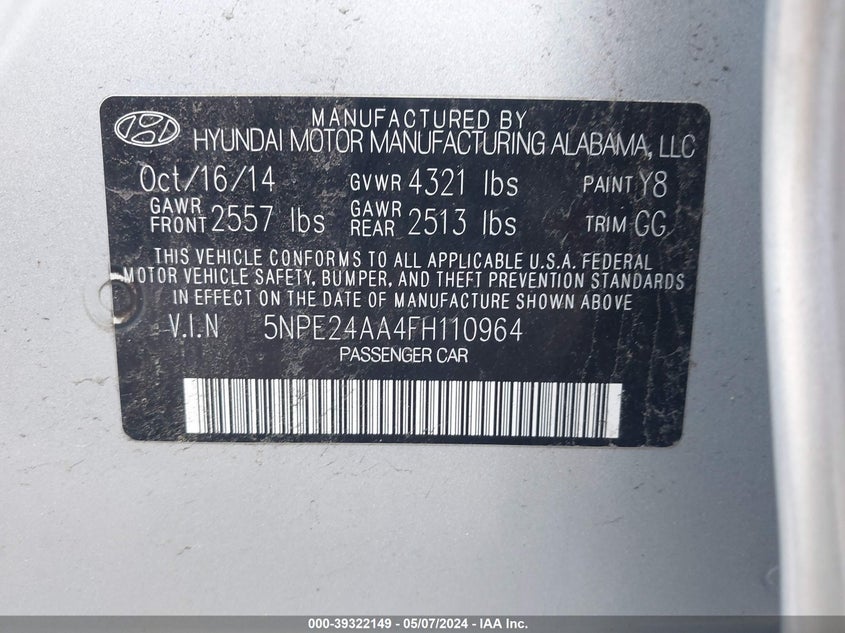 MANUFACTURED BY
HYUNDAI MOTOR MANUFACTURING ALABAMA, LLC
Oct/16/14 GVWR 4321 lbs PAINT Y8
GAWR FRONT 2557 lbs GAWR REAR 2513 lbs TRIM GG
THIS VEHICLE CONFORMS TO ALL APPLICABLE U.S.A. FEDERAL
MOTOR VEHICLE SAFETY, BUMPER, AND THEFT PREVENTION STANDARDS
IN EFFECT ON THE DATE OF MANUFACTURE SHOWN ABOVE
V.I.N 5NPE24AA4FH110964
PASSENGER CAR
000-39322149 - 05/07/2024 - IAA Inc.